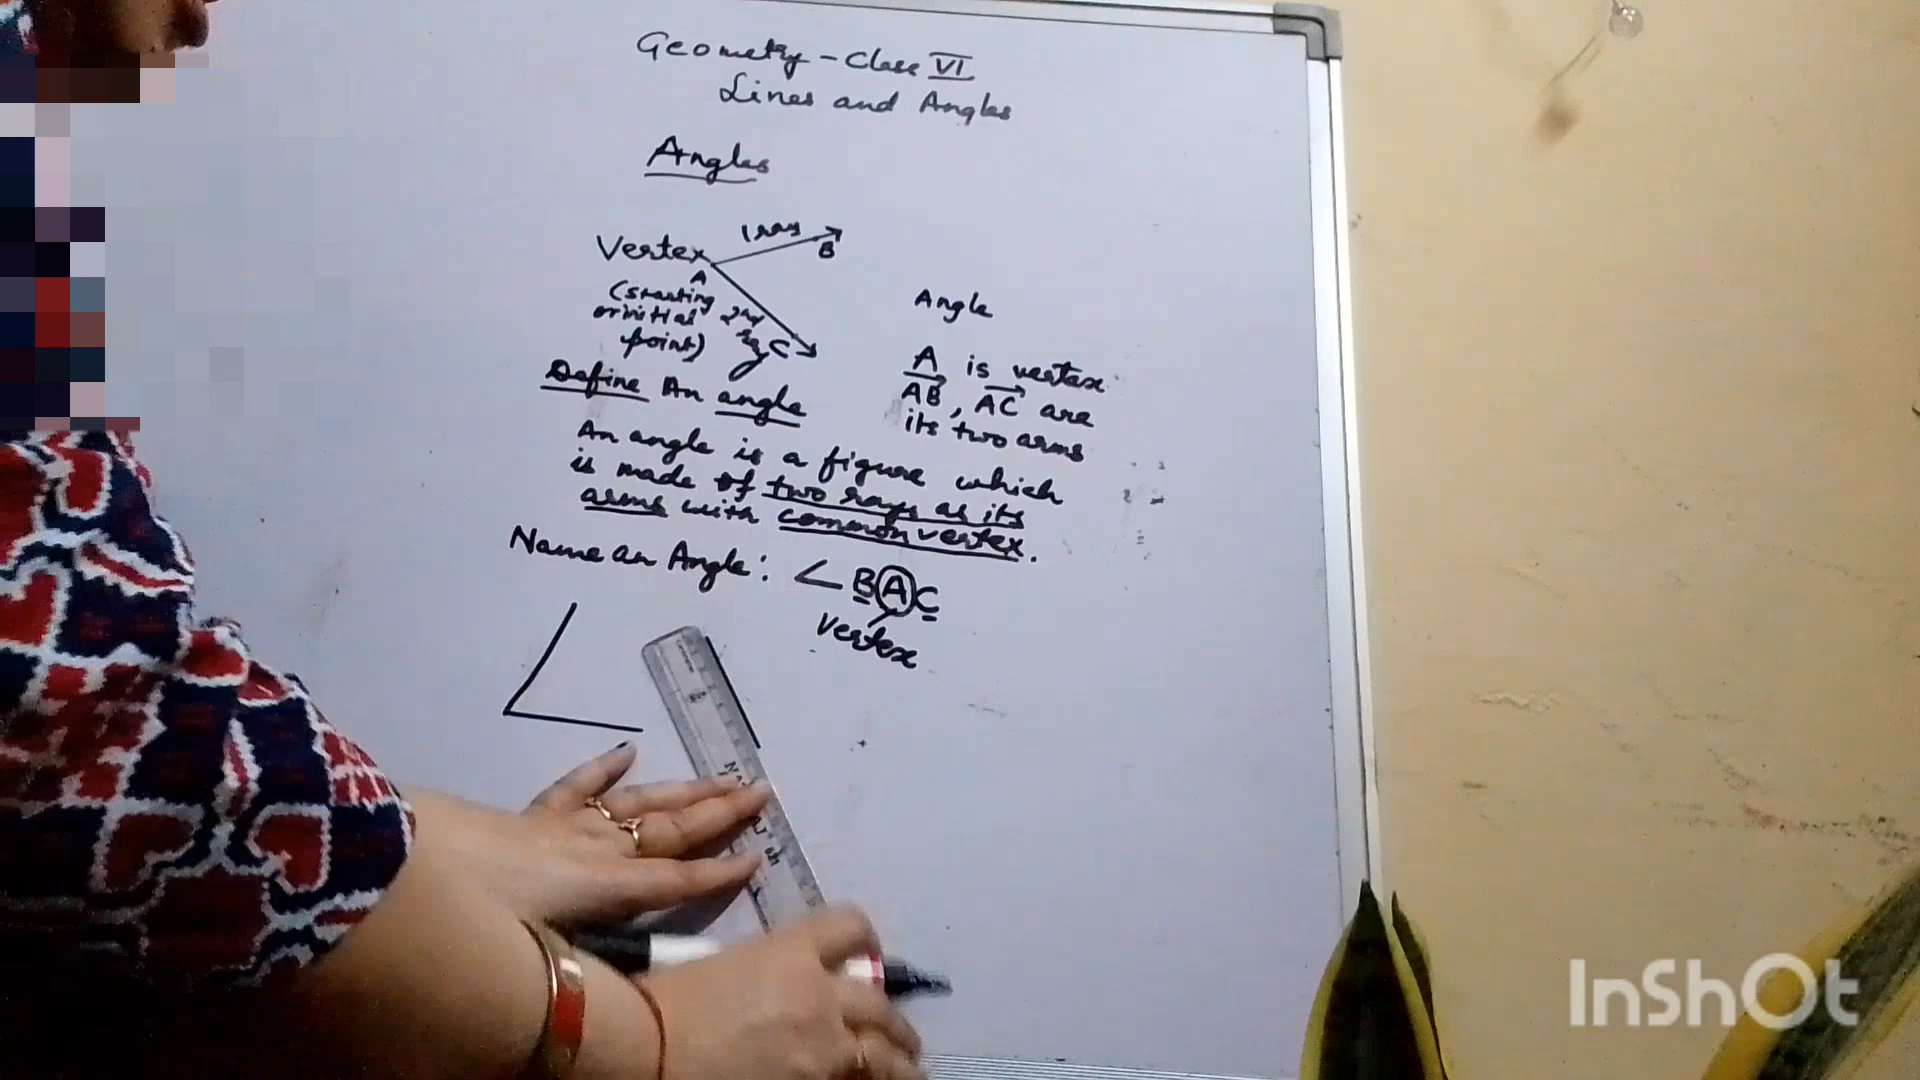 Geometry - Class VI
Lines and Angles
Angles
1 ray
Vertex
B
A
(starting
or initial
point)
2nd
ray
C
Angle
A is vertex
AB, AC are
its two arms
Define An angle
An angle is a figure which
is made of two rays as its
arms with common vertex.
Name an Angle: ∠BAC
Vertex
InShOt